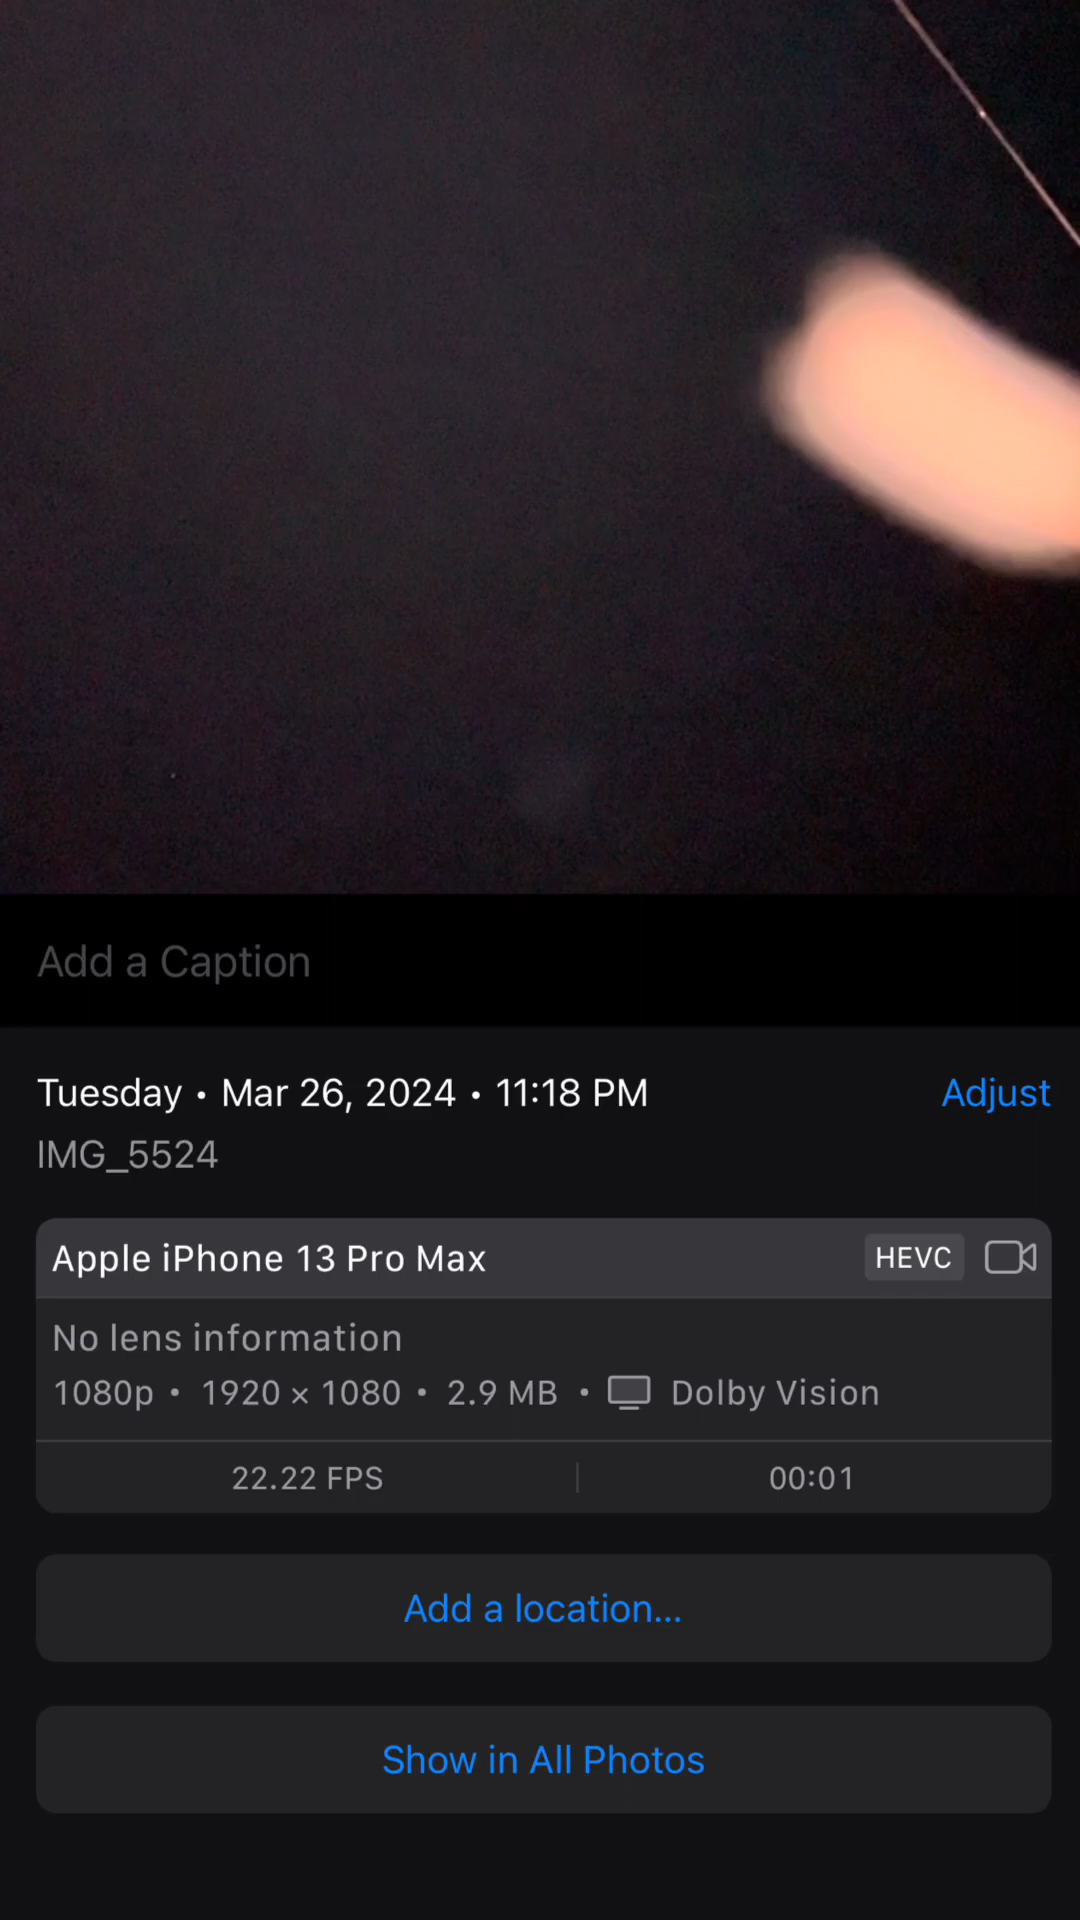 Add a Caption
Tuesday • Mar 26, 2024 • 11:18 PM
Adjust
IMG_5524
Apple iPhone 13 Pro Max
HEVC
No lens information
1080p • 1920 × 1080 • 2.9 MB • Dolby Vision
22.22 FPS
00:01
Add a location...
Show in All Photos